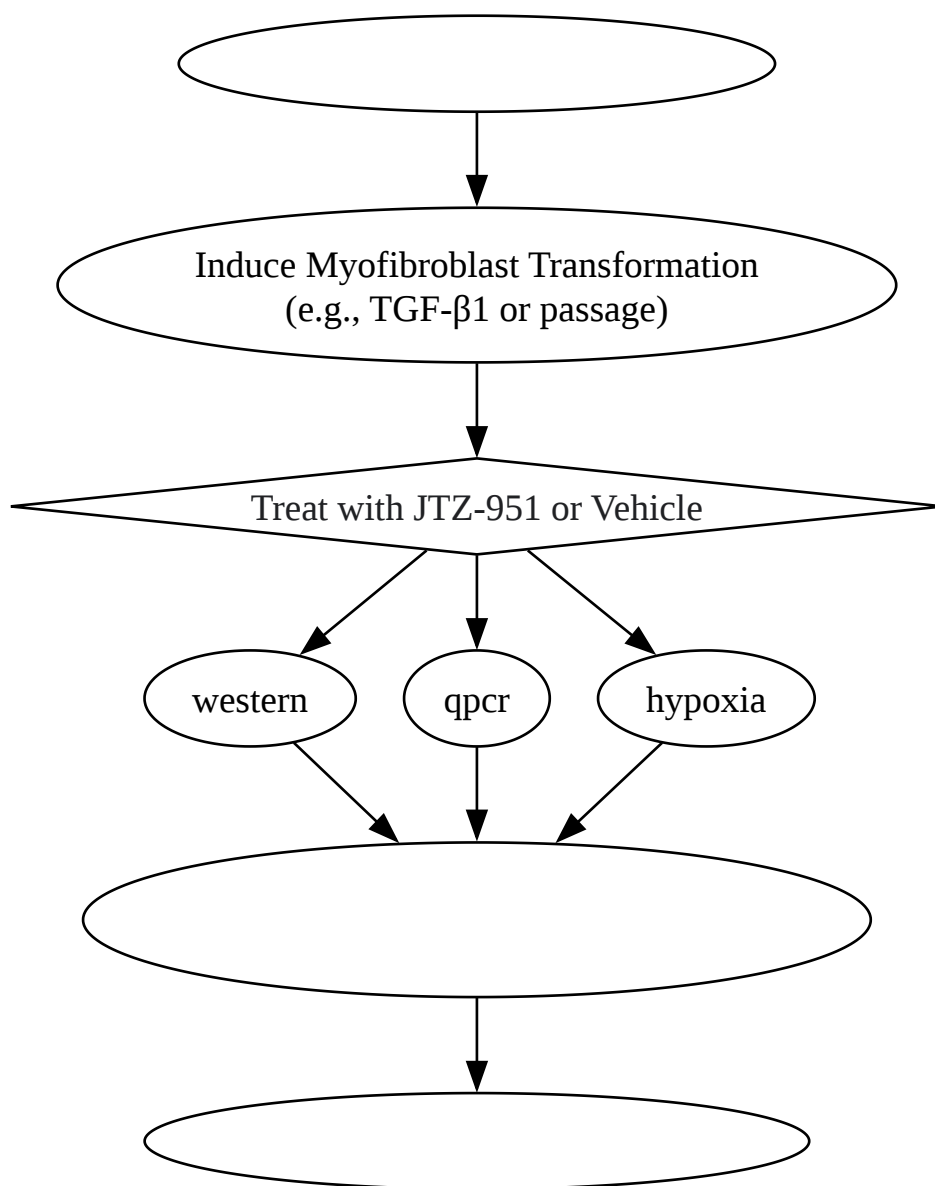 Induce Myofibroblast Transformation
(e.g., TGF-β1 or passage)
Treat with JTZ-951 or Vehicle
western
qpcr
hypoxia